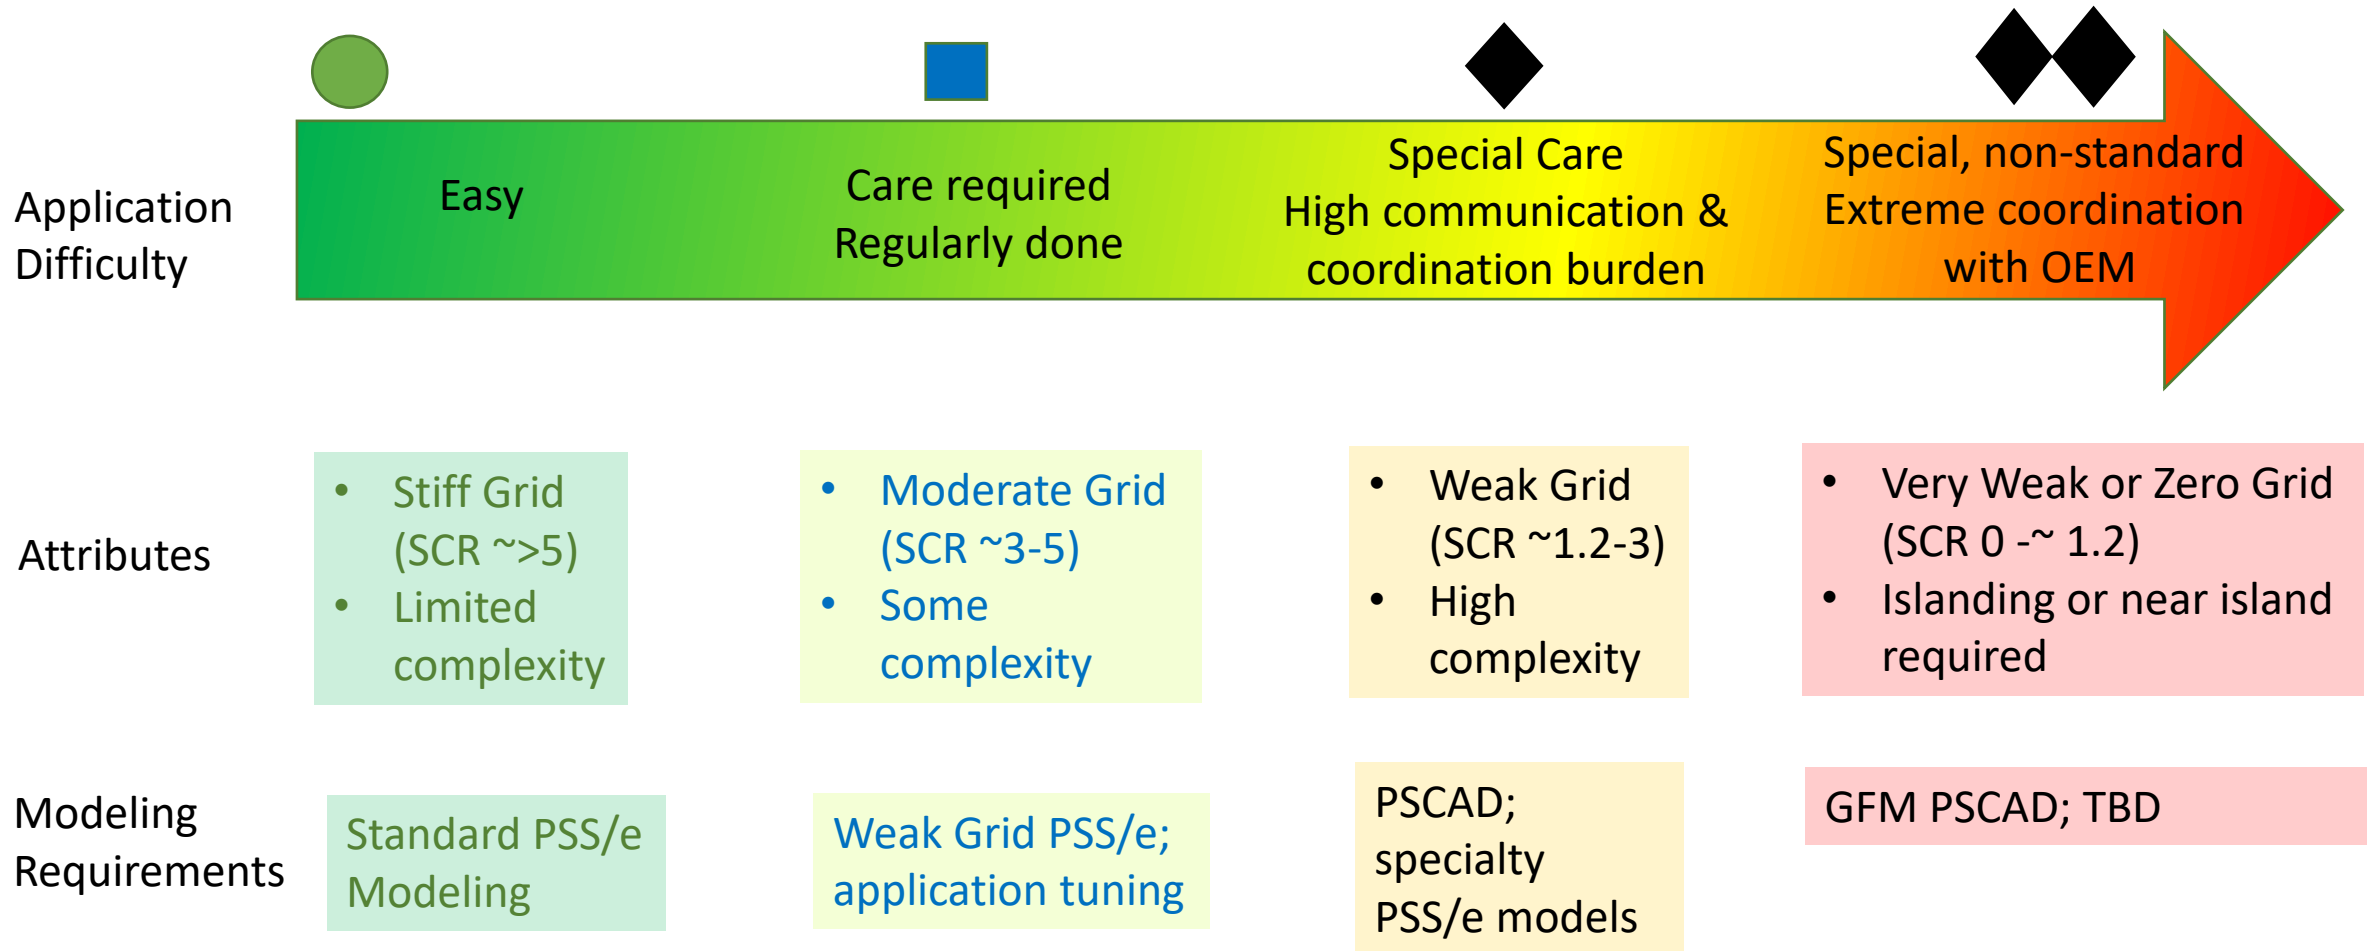 Application
Difficulty
Easy
Care required
Regularly done
Special Care
High communication &
coordination burden
Special, non-standard
Extreme coordination
with OEM
Attributes
• Stiff Grid
(SCR ~>5)
• Limited
complexity
• Moderate Grid
(SCR ~3-5)
• Some
complexity
• Weak Grid
(SCR ~1.2-3)
• High
complexity
• Very Weak or Zero Grid
(SCR 0 -~ 1.2)
• Islanding or near island
required
Modeling
Requirements
Standard PSS/e
Modeling
Weak Grid PSS/e;
application tuning
PSCAD;
specialty
PSS/e models
GFM PSCAD; TBD